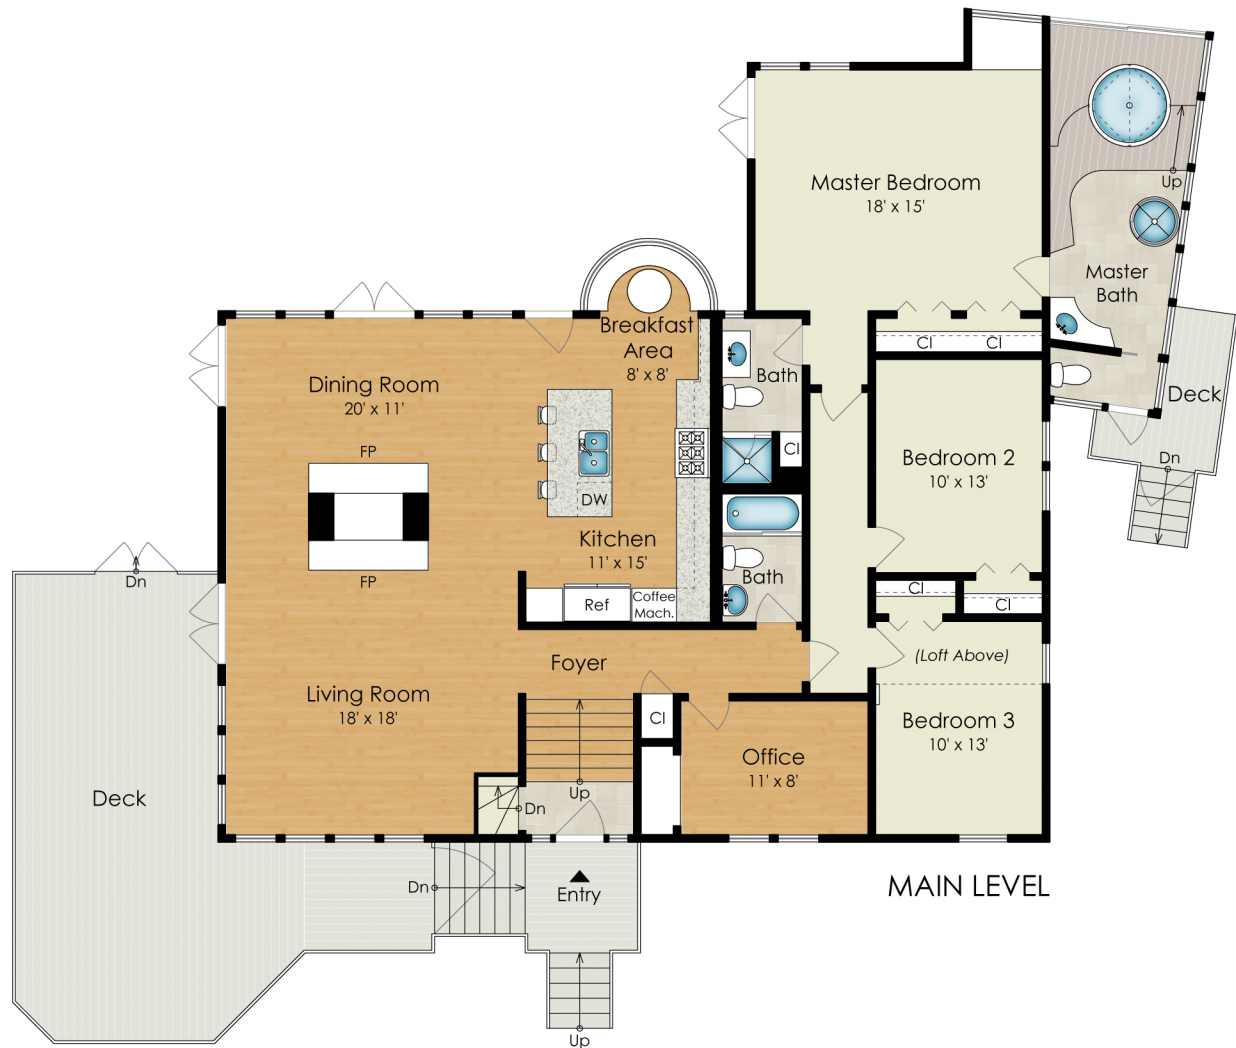 Master Bedroom
18' x 15'
Up
Master
Bath
Cl
Cl
Breakfast
Area
8' x 8'
Bath
Cl
Dining Room
20' x 11'
FP
FP
DW
Kitchen
11' x 15'
Ref
Coffee
Mach.
Bath
Bedroom 2
10' x 13'
Deck
Dn
Cl
Cl
(Loft Above)
Bedroom 3
10' x 13'
Dn
Foyer
Living Room
18' x 18'
Cl
Office
11' x 8'
Up
Dn
Deck
Dn
Entry
Up
MAIN LEVEL